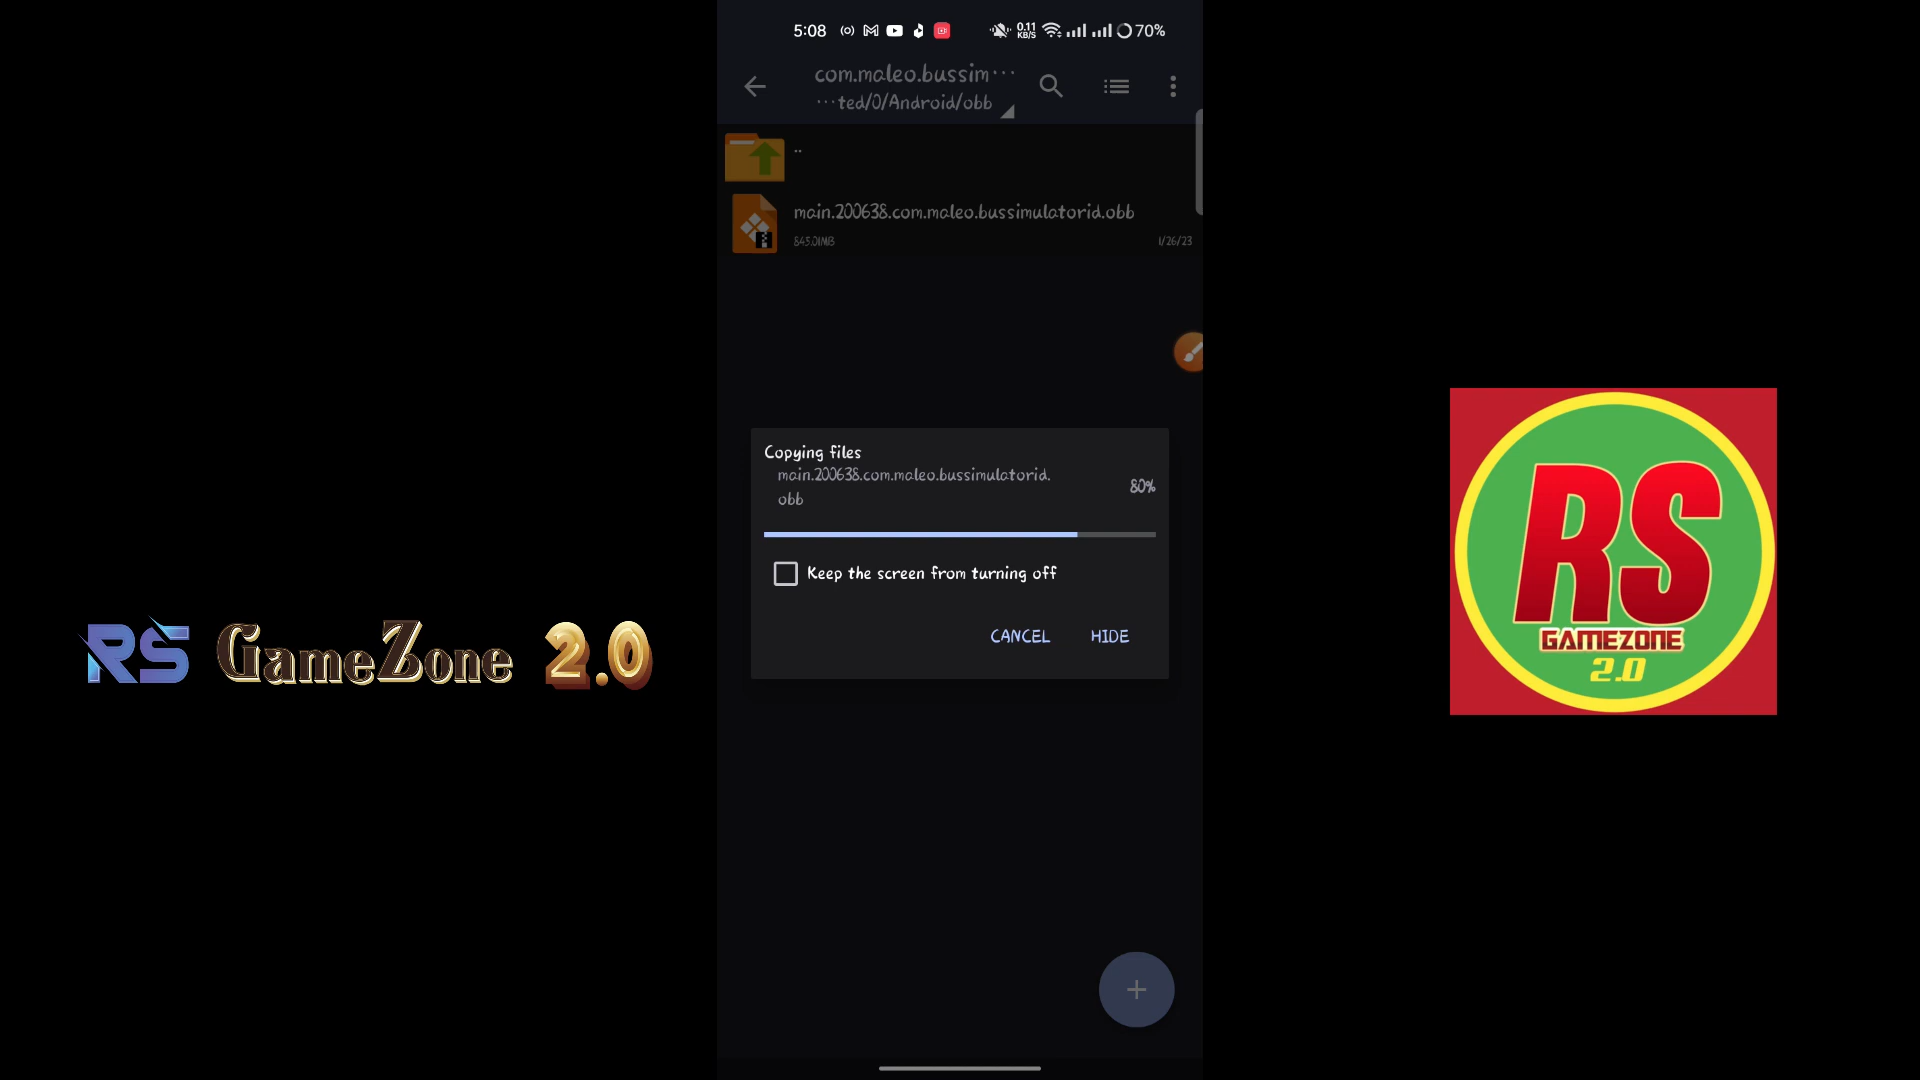 5:08
0.11
KB/S
70%
com.maleo.bussim···
···ted/0/Android/obb
..
main.200638.com.maleo.bussimulatorid.obb
845.01MB
1/26/23
Copying files
main.200638.com.maleo.bussimulatorid.
obb
80%
Keep the screen from turning off
CANCEL
HIDE
RS GameZone 2.0
RS
GAMEZONE
2.0